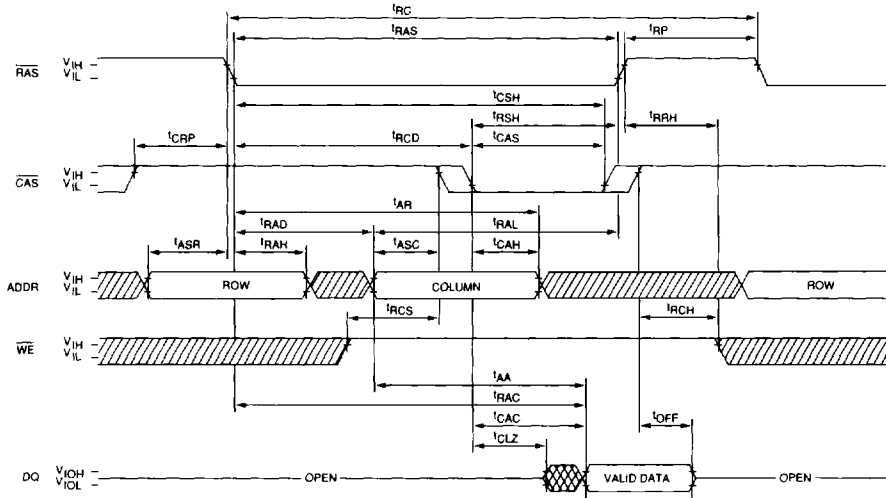 tRC
tRAS
tRP
RAS
VIH
VIL
tCSH
tRSH
tRRH
tCRP
tRCD
tCAS
CAS
VIH
VIL
tAR
tRAD
tRAL
tASR
tRAH
tASC
tCAH
ADDR
VIH
VIL
ROW
COLUMN
ROW
tRCS
tRCH
WE
VIH
VIL
tAA
tRAC
tCAC
tOFF
tCLZ
DQ
VIOH
VIOL
OPEN
VALID DATA
OPEN